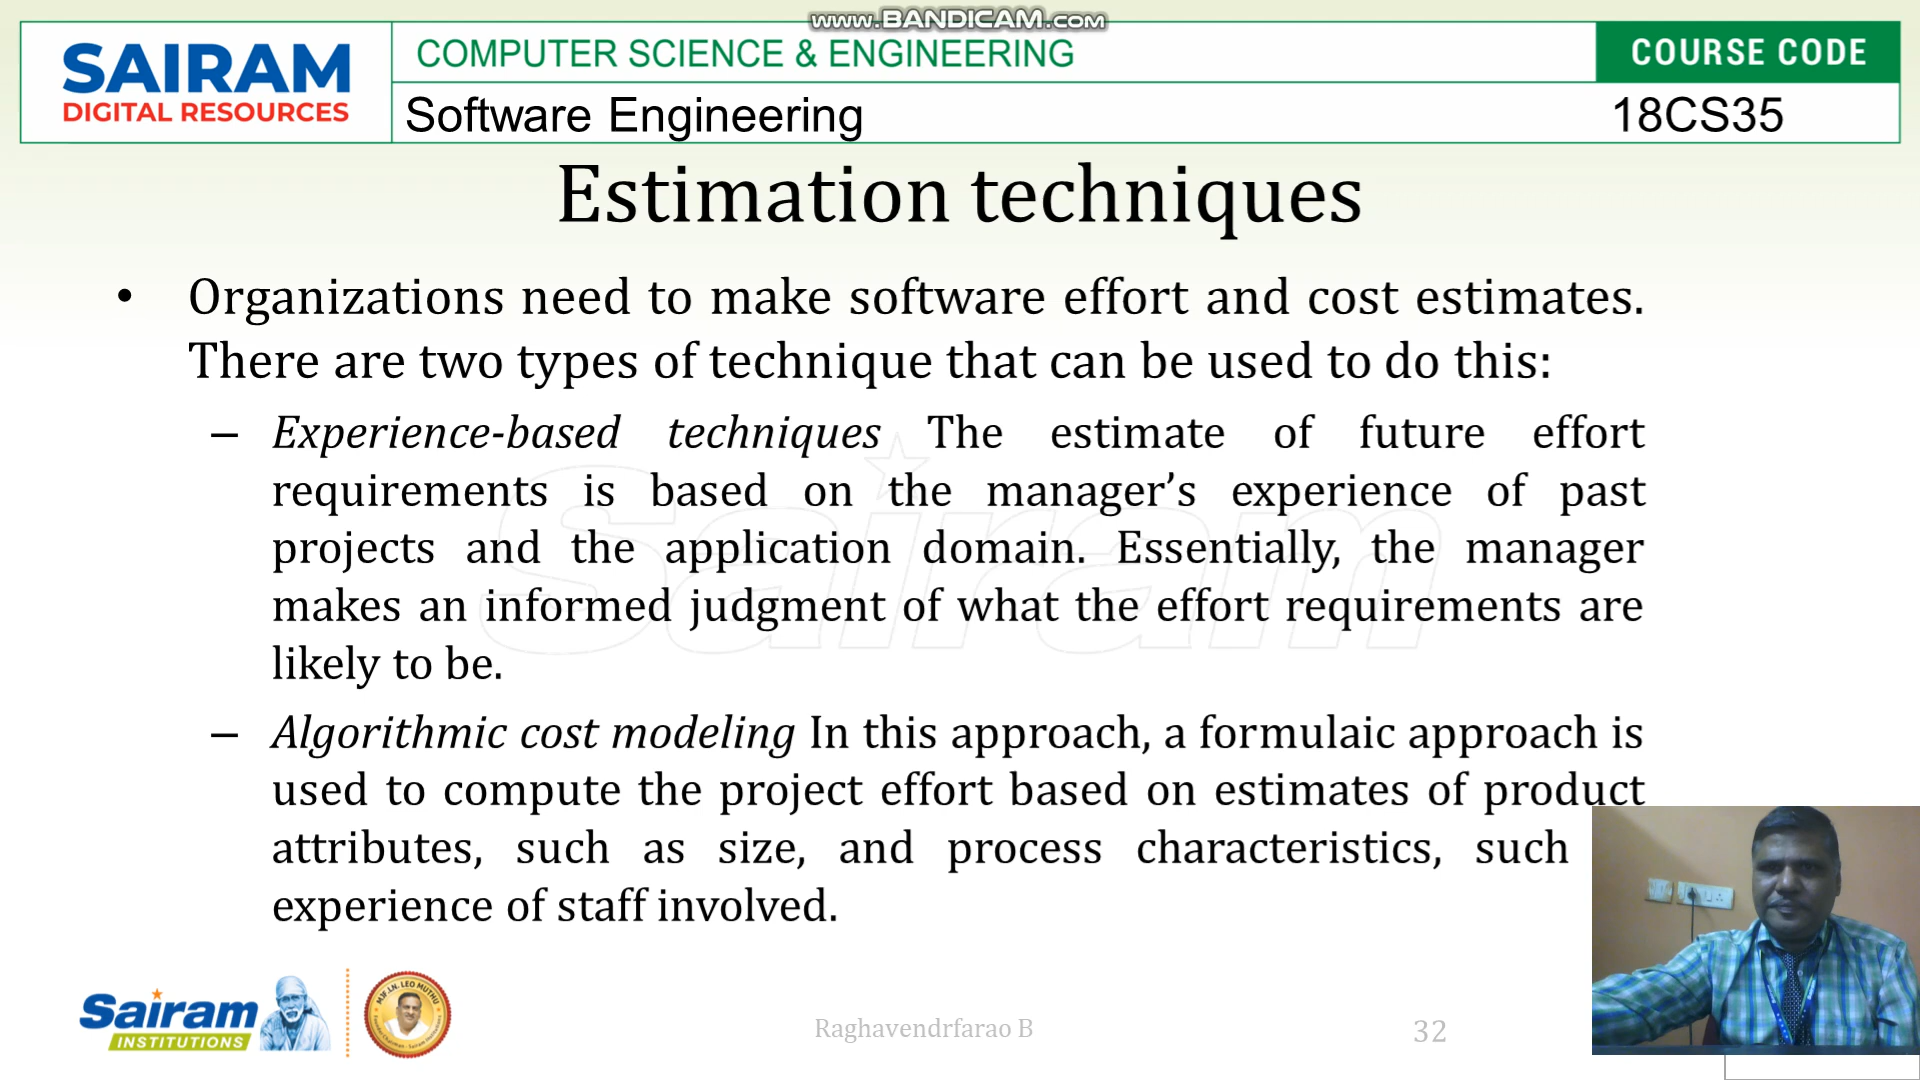 www.BANDICAM.com
SAIRAM
DIGITAL RESOURCES
COMPUTER SCIENCE & ENGINEERING
COURSE CODE
Software Engineering
18CS35
Estimation techniques
• Organizations need to make software effort and cost estimates.
There are two types of technique that can be used to do this:
– Experience-based techniques The estimate of future effort
requirements is based on the manager’s experience of past
projects and the application domain. Essentially, the manager
makes an informed judgment of what the effort requirements are
likely to be.
– Algorithmic cost modeling In this approach, a formulaic approach is
used to compute the project effort based on estimates of product
attributes, such as size, and process characteristics, such
experience of staff involved.
Sairam
Sairam
INSTITUTIONS
MJF.LN. LEO MUTHU
Raghavendrfarao B
32